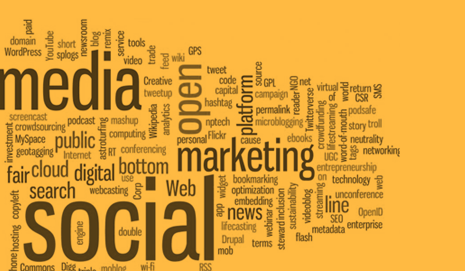 paid
domain
YouTube
short
splogs
newsroom
blog
remix
service
tools
WordPress
video
trade
feed
wiki
GPS
media
Creative
tweetup
open
tweet
code
capital
hashtag
platform
source
GPL
campaign
reader
NGO
net
permalink
Twitterverse
microblogging
virtual
crowdfunding
lifestreaming
word-of-mouth
world
return
CSR
SMS
podsafe
story
troll
tags
neutrality
networking
screencast
crowdsourcing
podcast
mashup
Wikipedia
analytics
nptech
Flickr
personal
cause
ebooks
investment
MySpace
geotagging
public
Internet
astroturfing
computing
RT
conferencing
marketing
UGC
entrepreneurship
fair
cloud
digital
bottom
use
Corp
Web
widget
app
bookmarking
optimization
embedding
on
technology
unconference
web
search
webcasting
copyleft
social
news
lifecasting
Drupal
mob
terms
webinar
steward
inclusion
sustainability
flash
videoblog
streaming
line
SEO
metadata
OpenID
enterprise
phone
hosting
engine
double
Commons
Digg
moblog
wi-fi
RSS